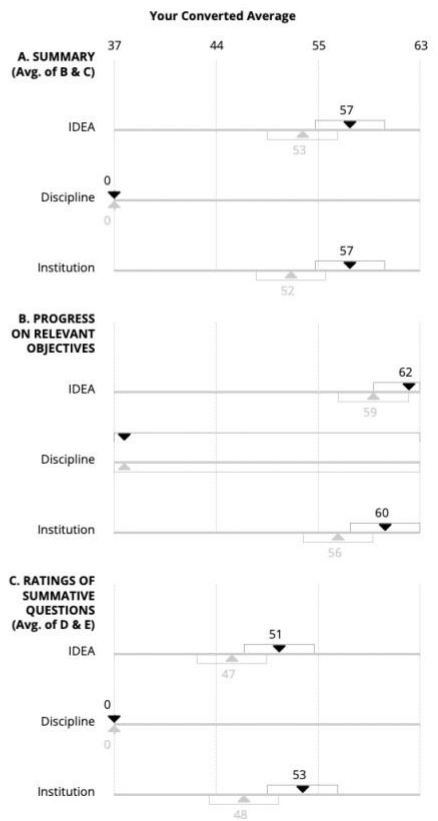 Your Converted Average
37 44 55 63
A. SUMMARY
(Avg. of B & C)
57
IDEA
53
0
Discipline
0
57
Institution
52
B. PROGRESS
ON RELEVANT
OBJECTIVES
62
IDEA
59
Discipline
60
Institution
56
C. RATINGS OF
SUMMATIVE
QUESTIONS
(Avg. of D & E)
51
IDEA
47
0
Discipline
0
53
Institution
48